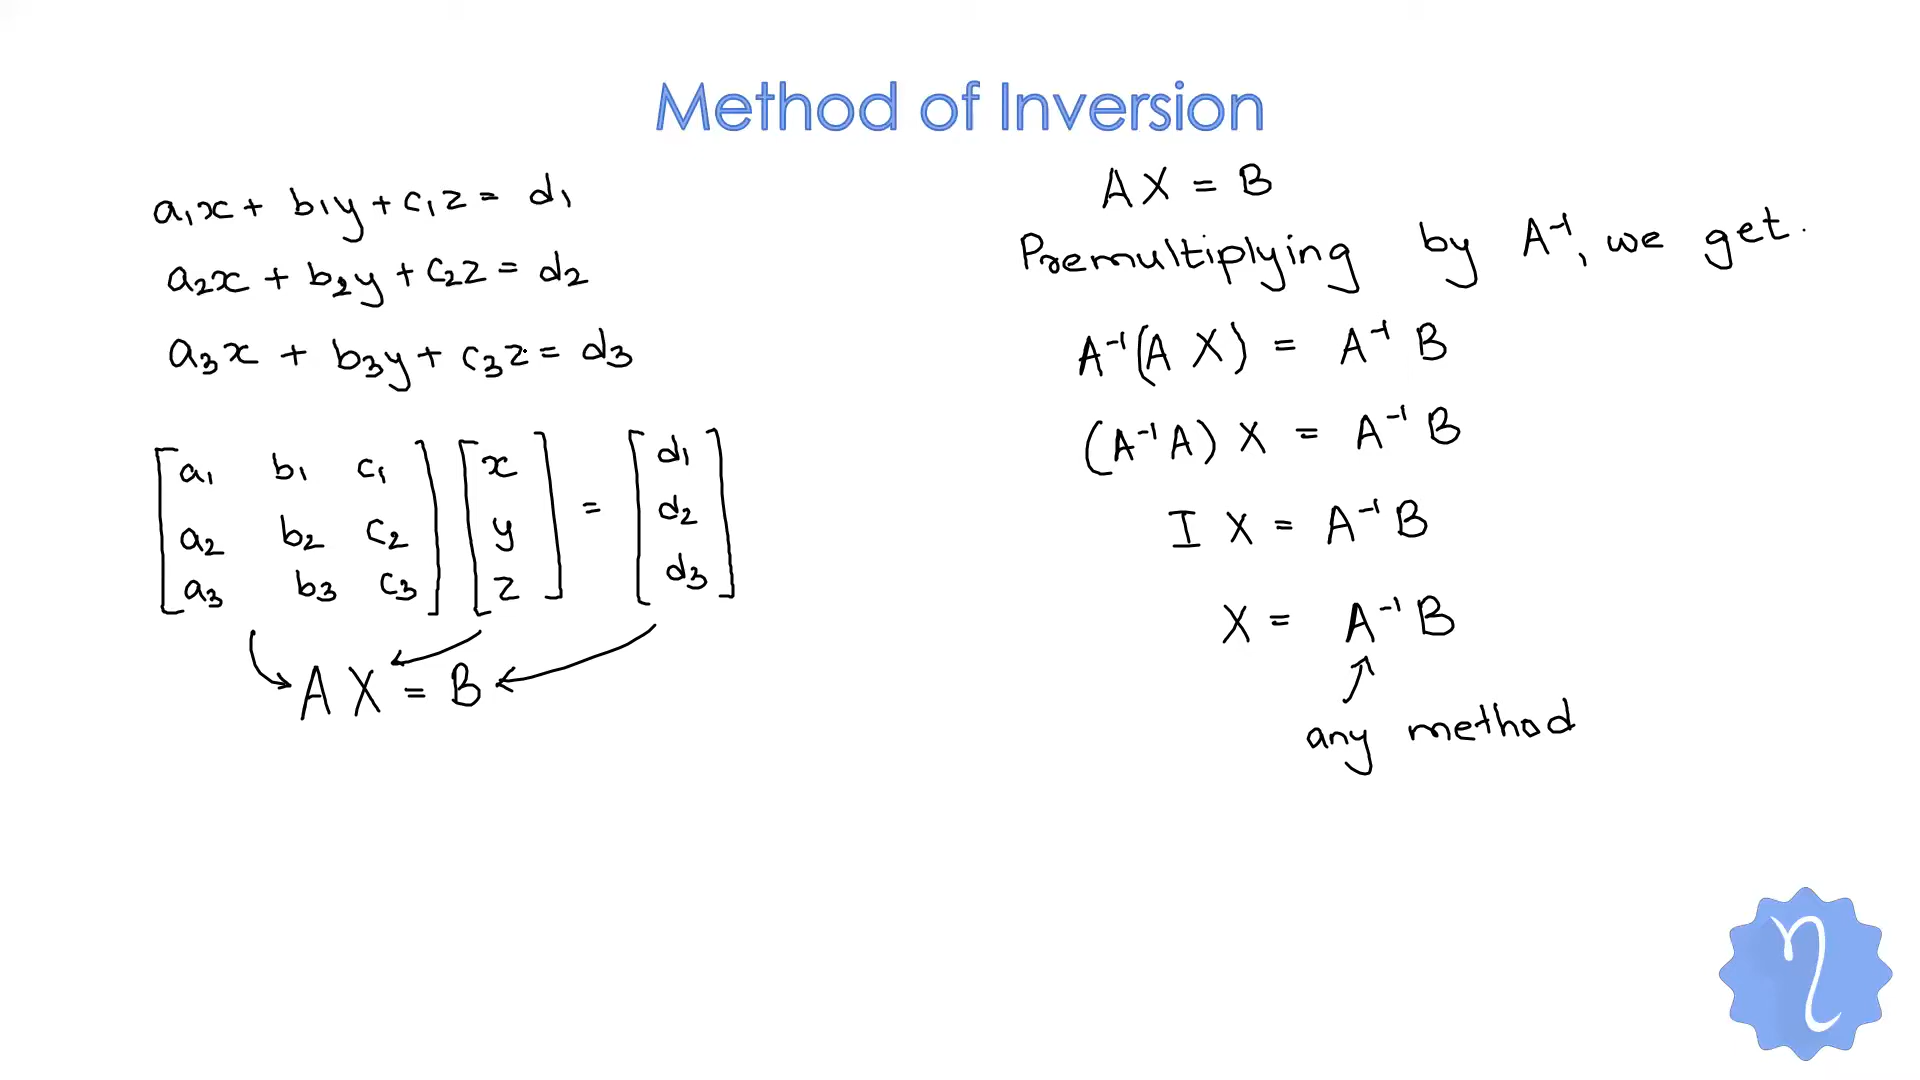 Method of Inversion
a₁x + b₁y + c₁z = d₁
a₂x + b₂y + c₂z = d₂
a₃x + b₃y + c₃z = d₃
[a₁ b₁ c₁] [x] = [d₁]
[a₂ b₂ c₂] [y] = [d₂]
[a₃ b₃ c₃] [z] = [d₃]
A X = B
A X = B
Premultiplying by A⁻¹, we get.
A⁻¹(A X) = A⁻¹ B
(A⁻¹A) X = A⁻¹ B
I X = A⁻¹ B
X = A⁻¹ B
any method
η